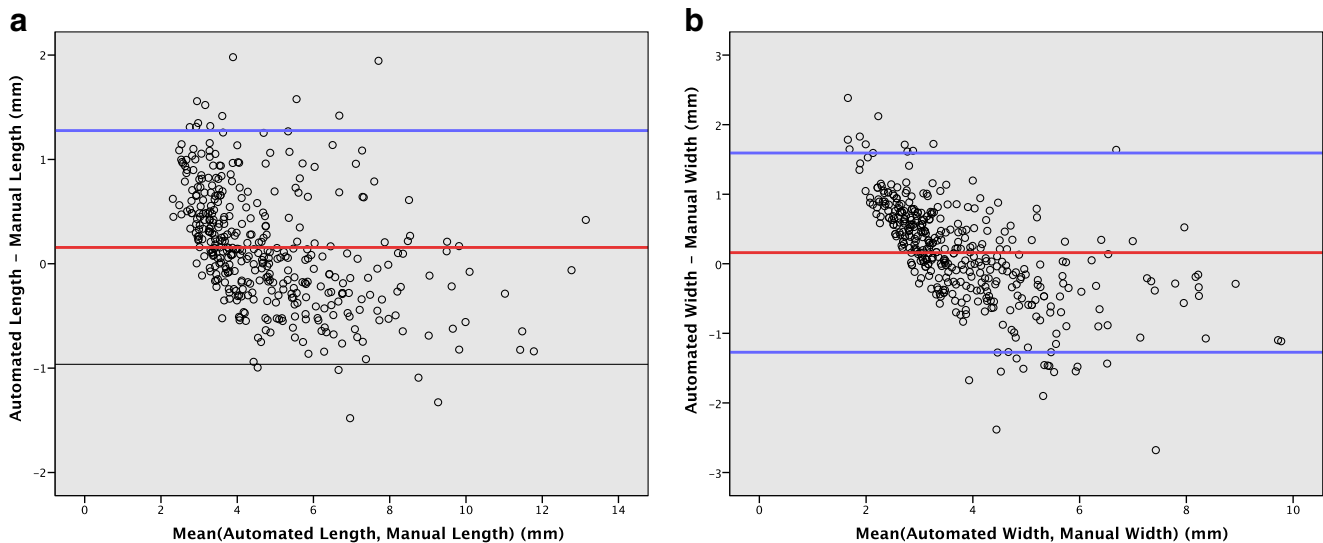 a
Automated Length – Manual Length (mm)
2
1
0
-1
-2
0 2 4 6 8 10 12 14
Mean(Automated Length, Manual Length) (mm)
b
Automated Width – Manual Width (mm)
3
2
1
0
-1
-2
-3
0 2 4 6 8 10
Mean(Automated Width, Manual Width) (mm)